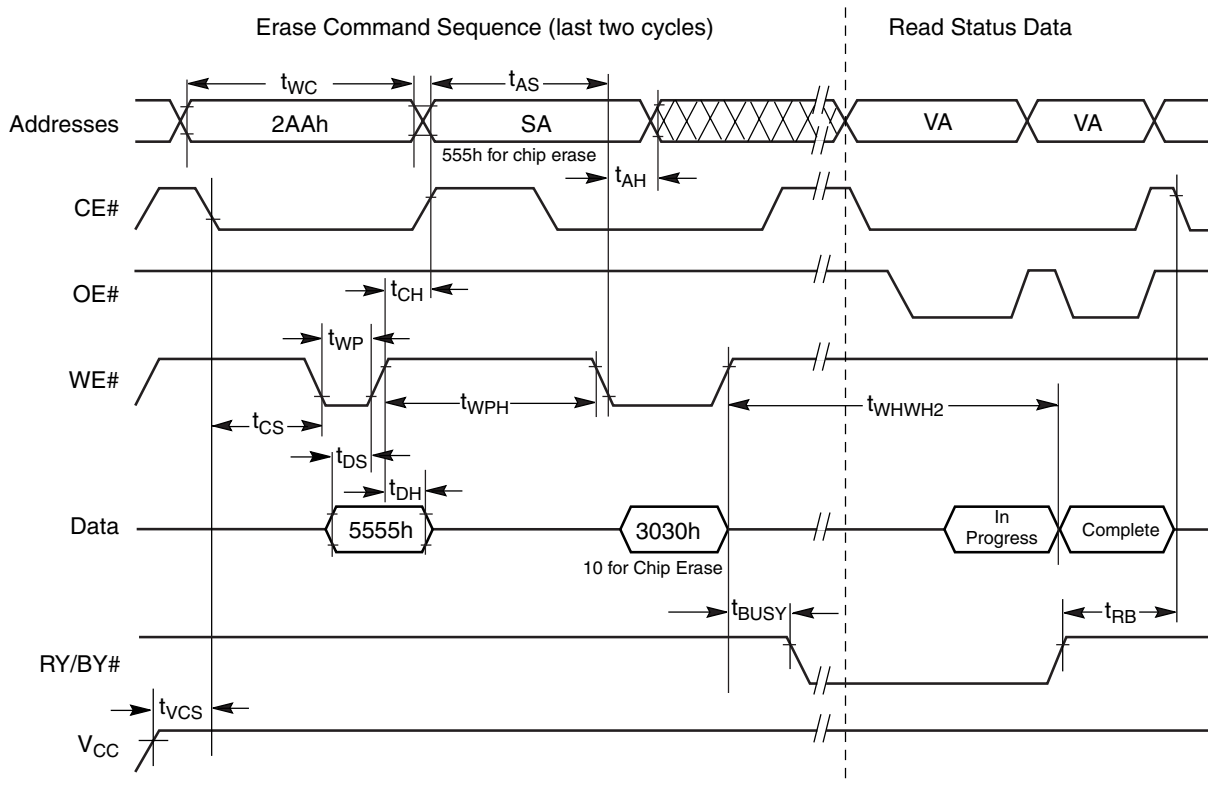 Erase Command Sequence (last two cycles)
Read Status Data
tWC
tAS
Addresses
2AAh
SA
VA
VA
555h for chip erase
tAH
CE#
OE#
tCH
tWP
WE#
tWPH
tWHWH2
tCS
tDS
tDH
Data
5555h
3030h
In
Progress
Complete
10 for Chip Erase
tBUSY
tRB
RY/BY#
tVCS
VCC